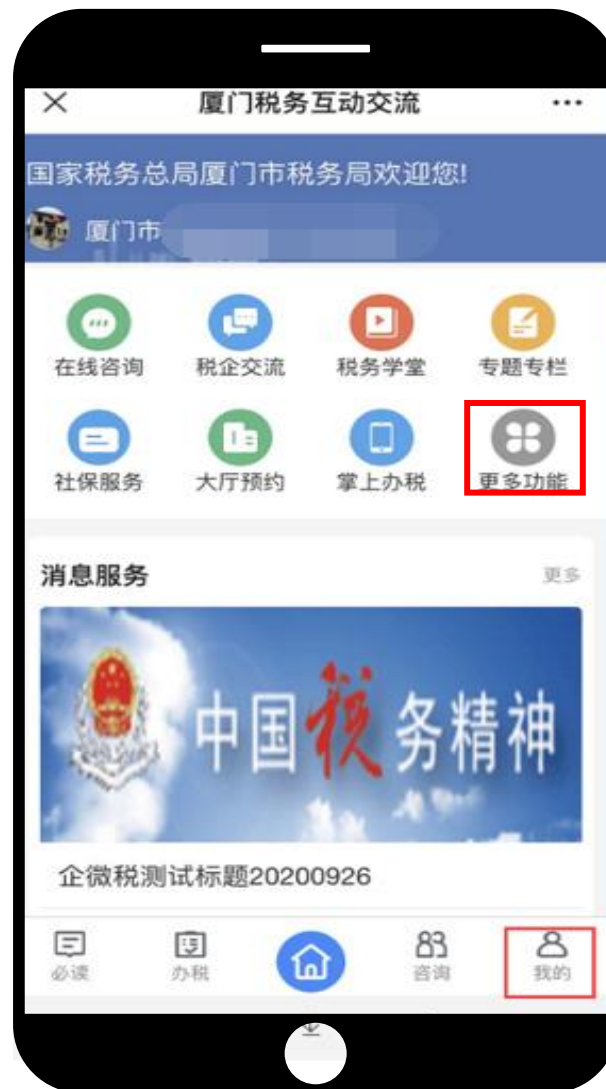 厦门税务互动交流
国家税务总局厦门市税务局欢迎您!
厦门市
在线咨询 税企交流 税务学堂 专题专栏
社保服务 大厅预约 掌上办税 更多功能
消息服务 更多
中国税务精神
企微税测试标题20200926
必读 办税 咨询 我的